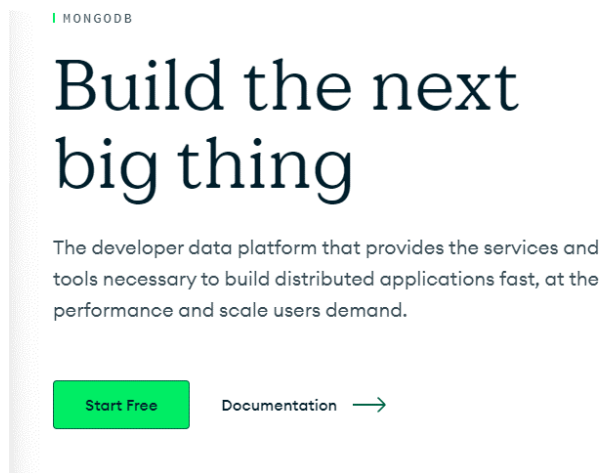 MONGODB
Build the next
big thing
The developer data platform that provides the services and
tools necessary to build distributed applications fast, at the
performance and scale users demand.
Start Free
Documentation